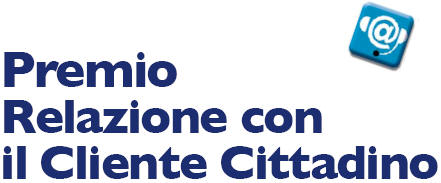 @
Premio
Relazione con
il Cliente Cittadino